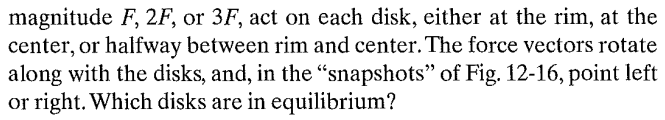 magnitude F, 2F, or 3F, act on each disk, either at the rim, at the
center, or halfway between rim and center. The force vectors rotate
along with the disks, and, in the “snapshots” of Fig. 12-16, point left
or right. Which disks are in equilibrium?